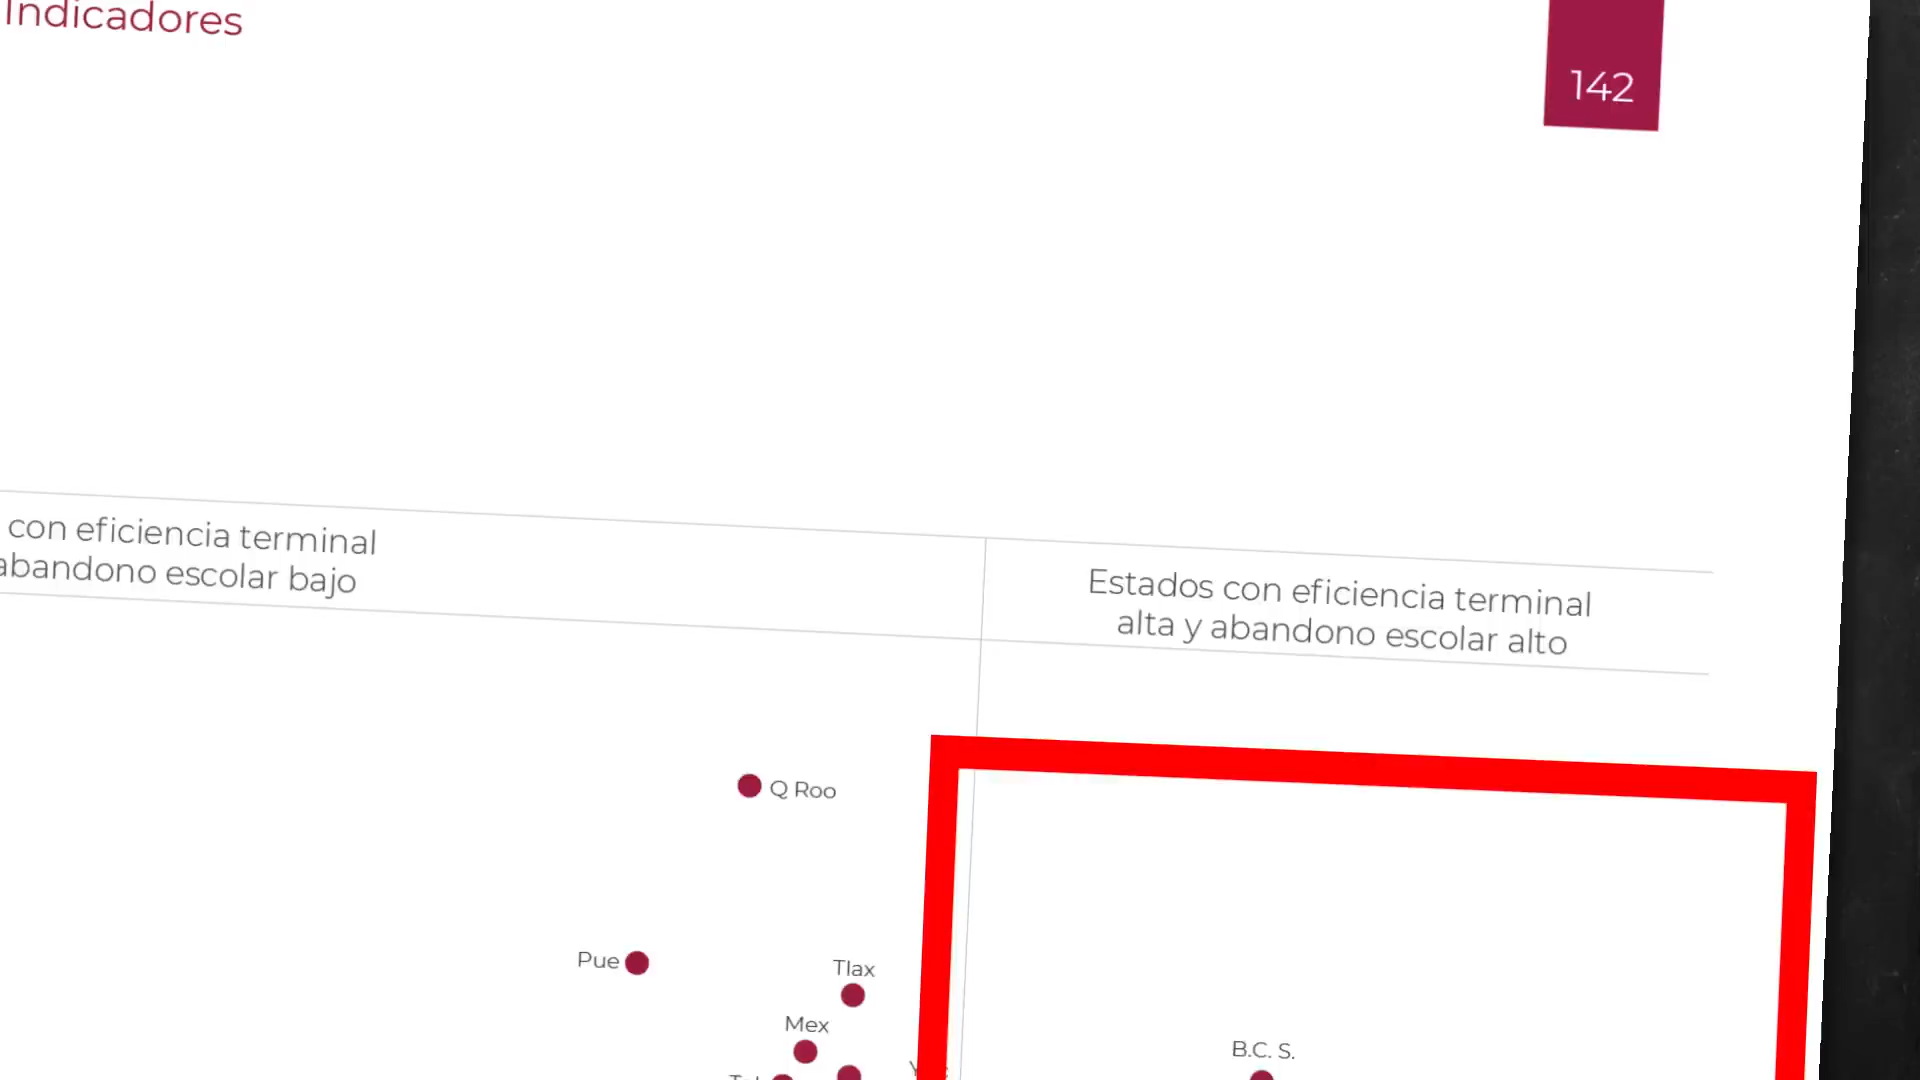 Indicadores
142
con eficiencia terminal
abandono escolar bajo
Estados con eficiencia terminal
alta y abandono escolar alto
Q Roo
Pue
Tlax
Mex
B.C. S.